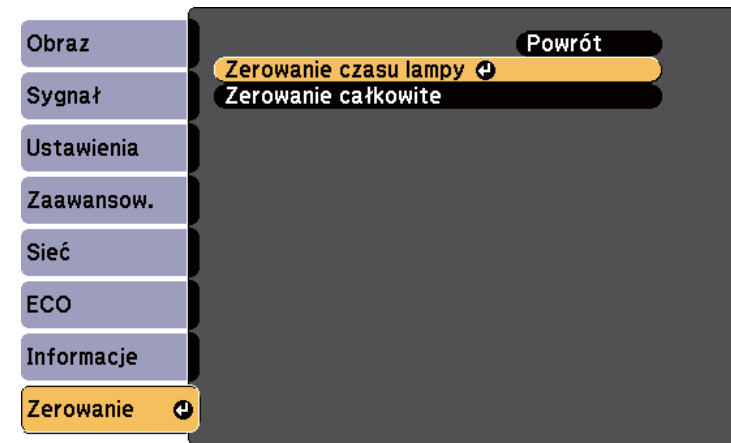 Obraz
Sygnał
Ustawienia
Zaawansow.
Sieć
ECO
Informacje
Zerowanie
Powrót
Zerowanie czasu lampy
Zerowanie całkowite